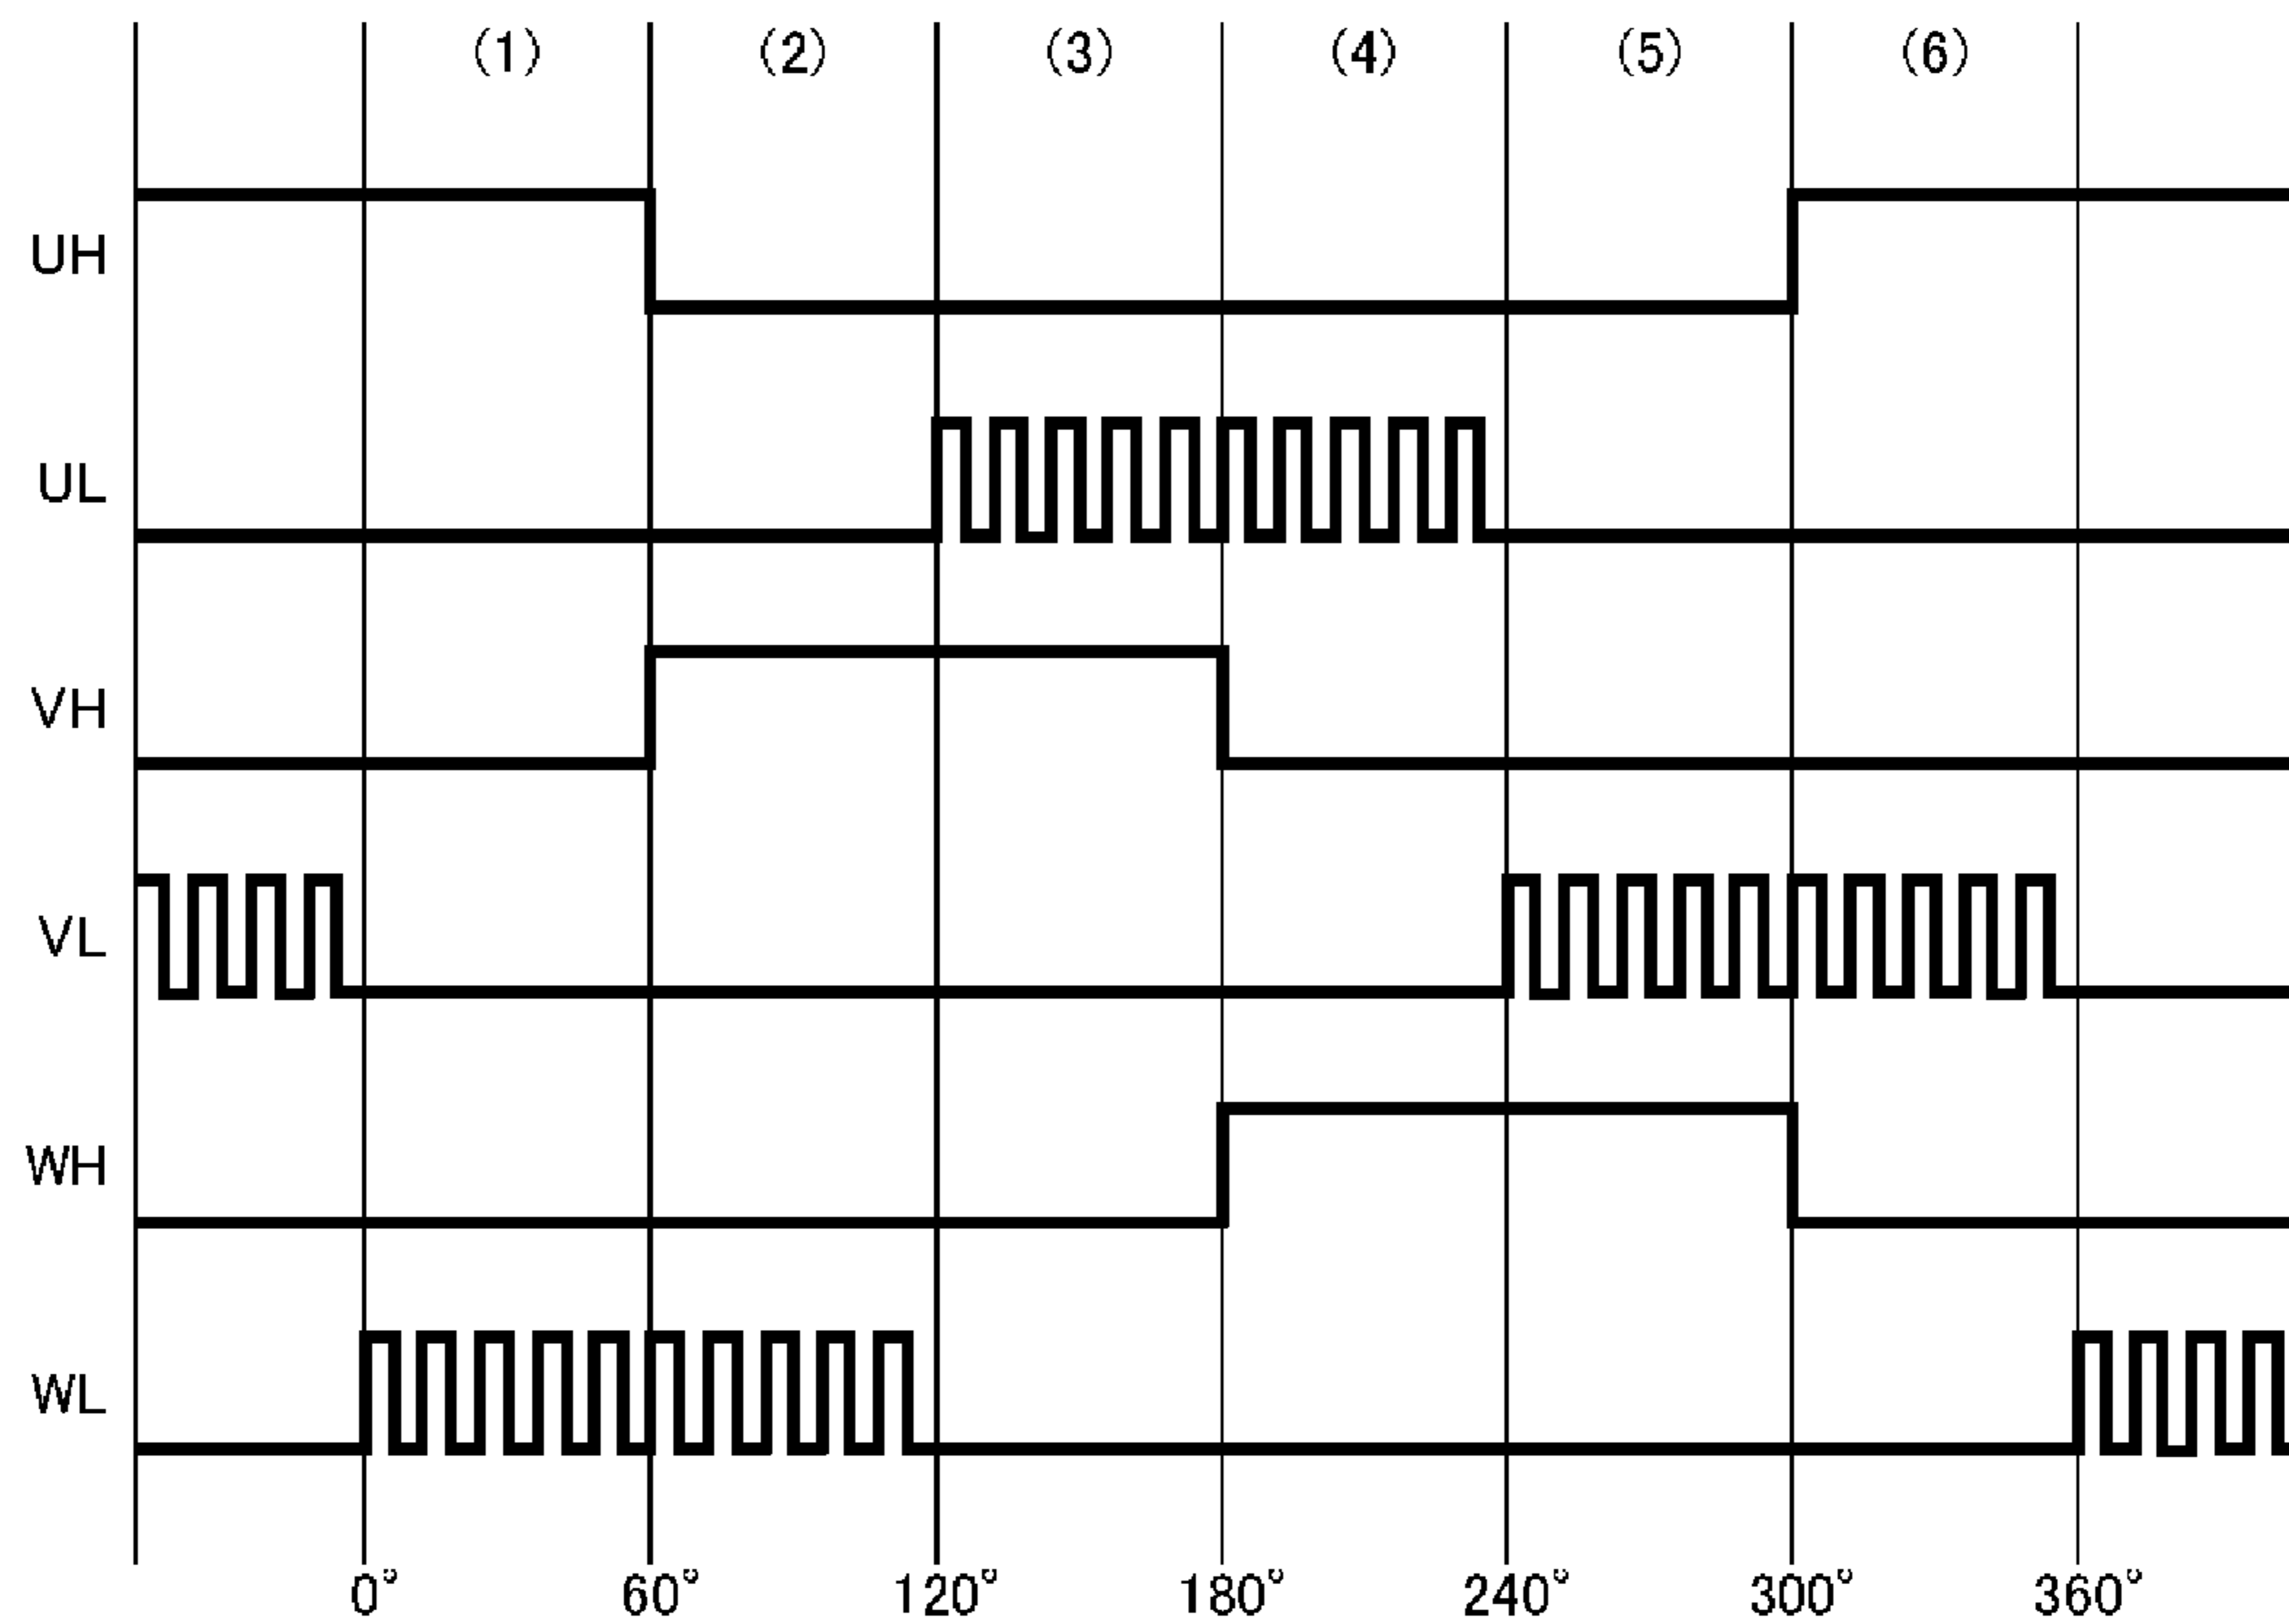 (1) (2) (3) (4) (5) (6)
UH
UL
VH
VL
WH
WL
0° 60° 120° 180° 240° 300° 360°